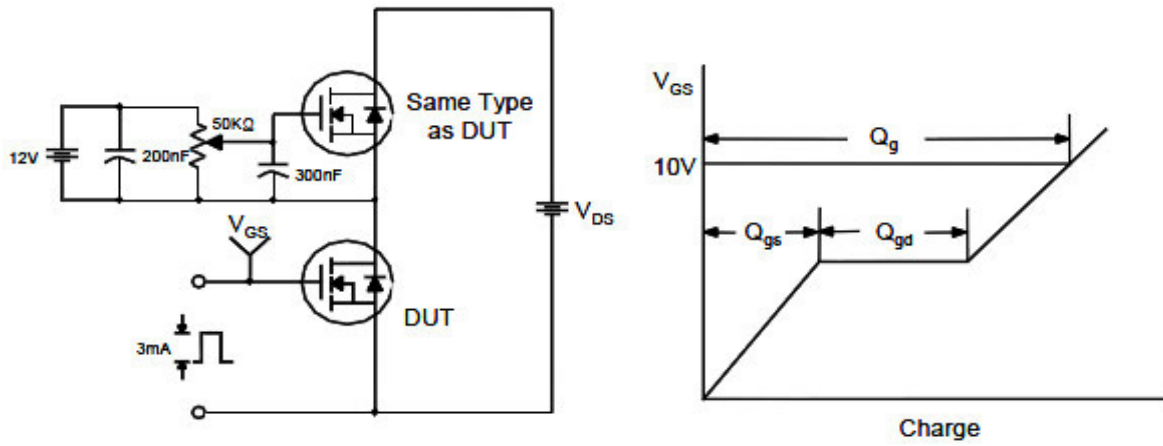 12V
200nF
50KΩ
300nF
Same Type
as DUT
V_DS
V_GS
DUT
3mA
V_GS
10V
Q_g
Q_gs
Q_gd
Charge